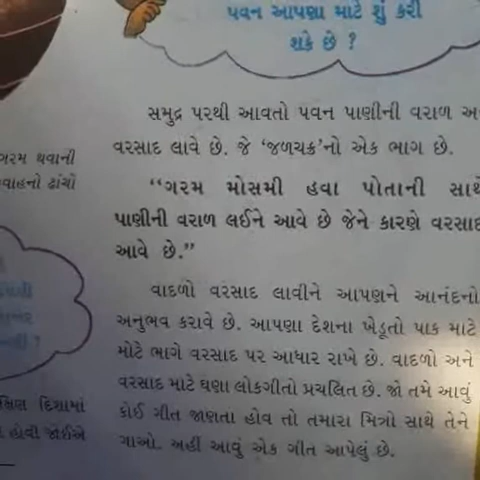 પવન આપણા માટે શું કરી
શકે છે ?
સમુદ્ર પરથી આવતો પવન પાણીની વરાળ અ
વરસાદ લાવે છે. જે ‘જળચક્ર’નો એક ભાગ છે.
“ગરમ મોસમી હવા પોતાની સાથે
પાણીની વરાળ લઈને આવે છે જેને કારણે વરસાદ
આવે છે.”
વાદળો વરસાદ લાવીને આપણને આનંદનો
અનુભવ કરાવે છે. આપણા દેશના ખેડૂતો પાક માટે
મોટે ભાગે વરસાદ પર આધાર રાખે છે. વાદળો અને
વરસાદ માટે ઘણા લોકગીતો પ્રચલિત છે. જો તમે આવું
કોઈ ગીત જાણતા હોવ તો તમારા મિત્રો સાથે તેને
ગાઓ. અહીં આવું એક ગીત આપેલું છે.
ગરમ થવાની
વાહનો ઢાંચો
ક્ષિણ દિશામાં
હોવી જોઈએ